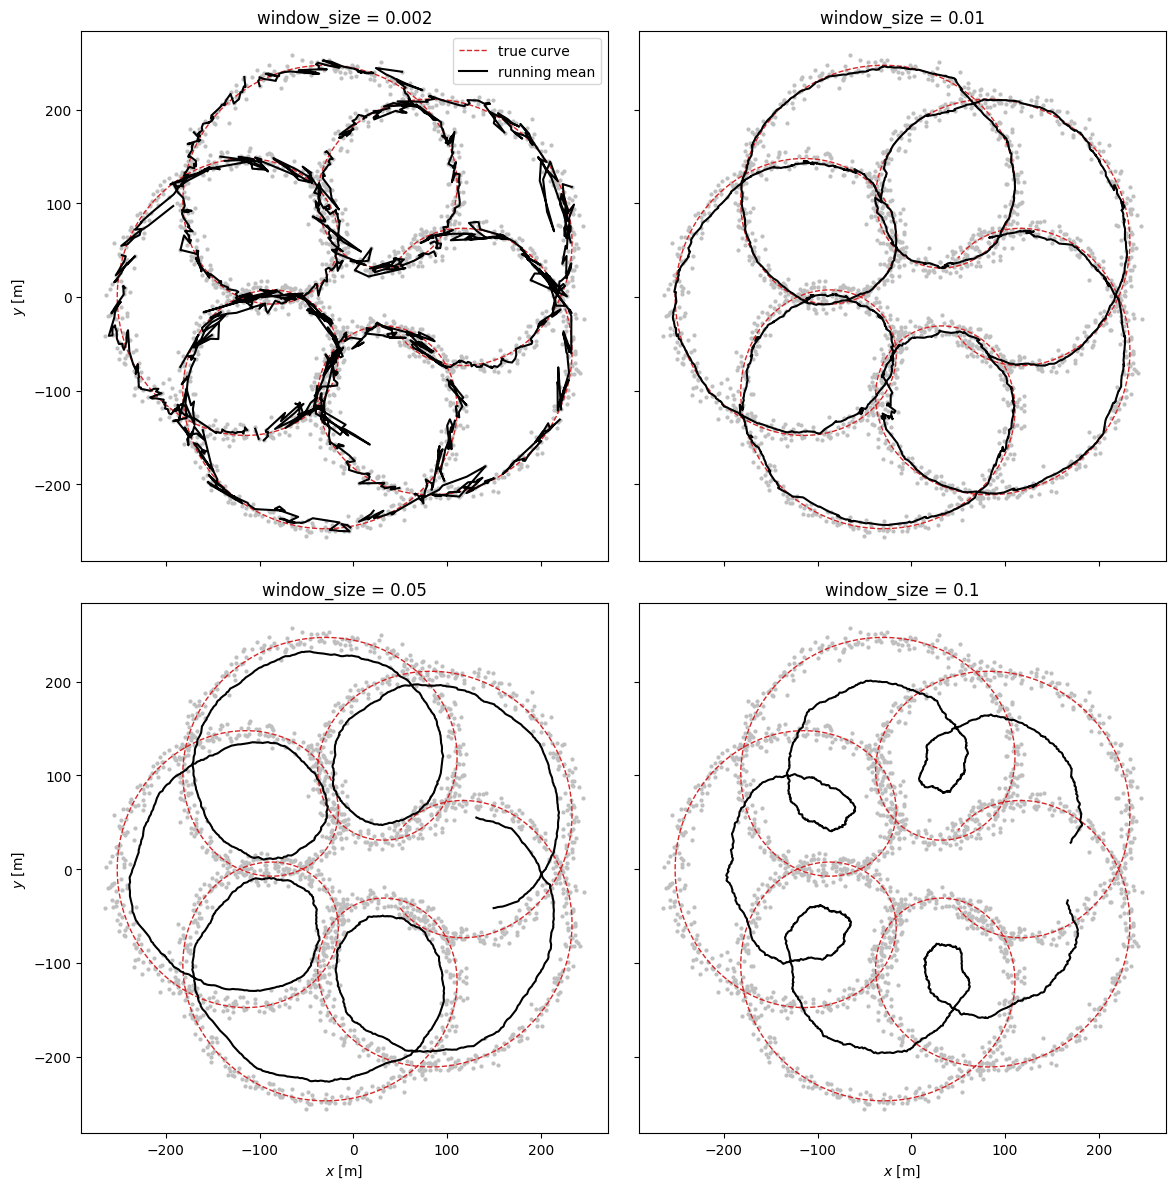 window_size = 0.002
window_size = 0.01
true curve
running mean
200
100
0
−100
−200
y [m]
window_size = 0.05
window_size = 0.1
200
100
0
−100
−200
y [m]
−200 −100 0 100 200
−200 −100 0 100 200
x [m]
x [m]